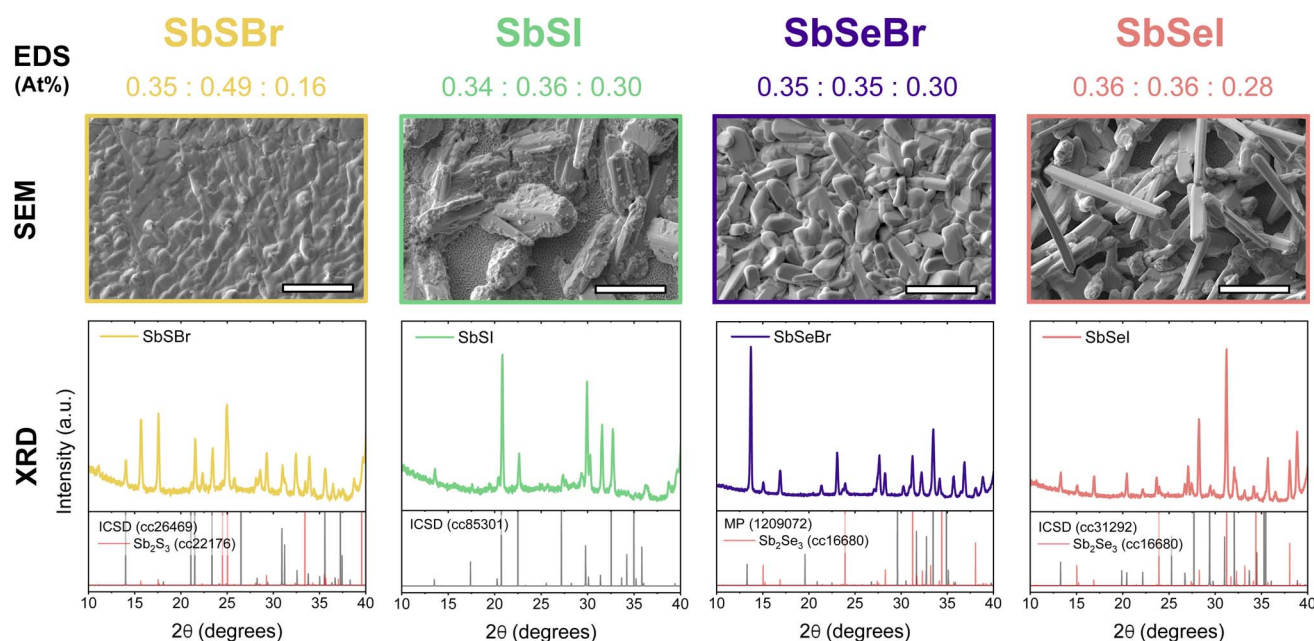 SbSBr SbSI SbSeBr SbSeI
EDS
(At%)
0.35 : 0.49 : 0.16 0.34 : 0.36 : 0.30 0.35 : 0.35 : 0.30 0.36 : 0.36 : 0.28
SEM
XRD
Intensity (a.u.)
SbSBr SbSI SbSeBr SbSeI
ICSD (cc26469) ICSD (cc85301) MP (1209072) ICSD (cc31292)
Sb₂S₃ (cc22176) Sb₂Se₃ (cc16680) Sb₂Se₃ (cc16680)
10 15 20 25 30 35 40 10 15 20 25 30 35 40 10 15 20 25 30 35 40 10 15 20 25 30 35 40
2θ (degrees) 2θ (degrees) 2θ (degrees) 2θ (degrees)